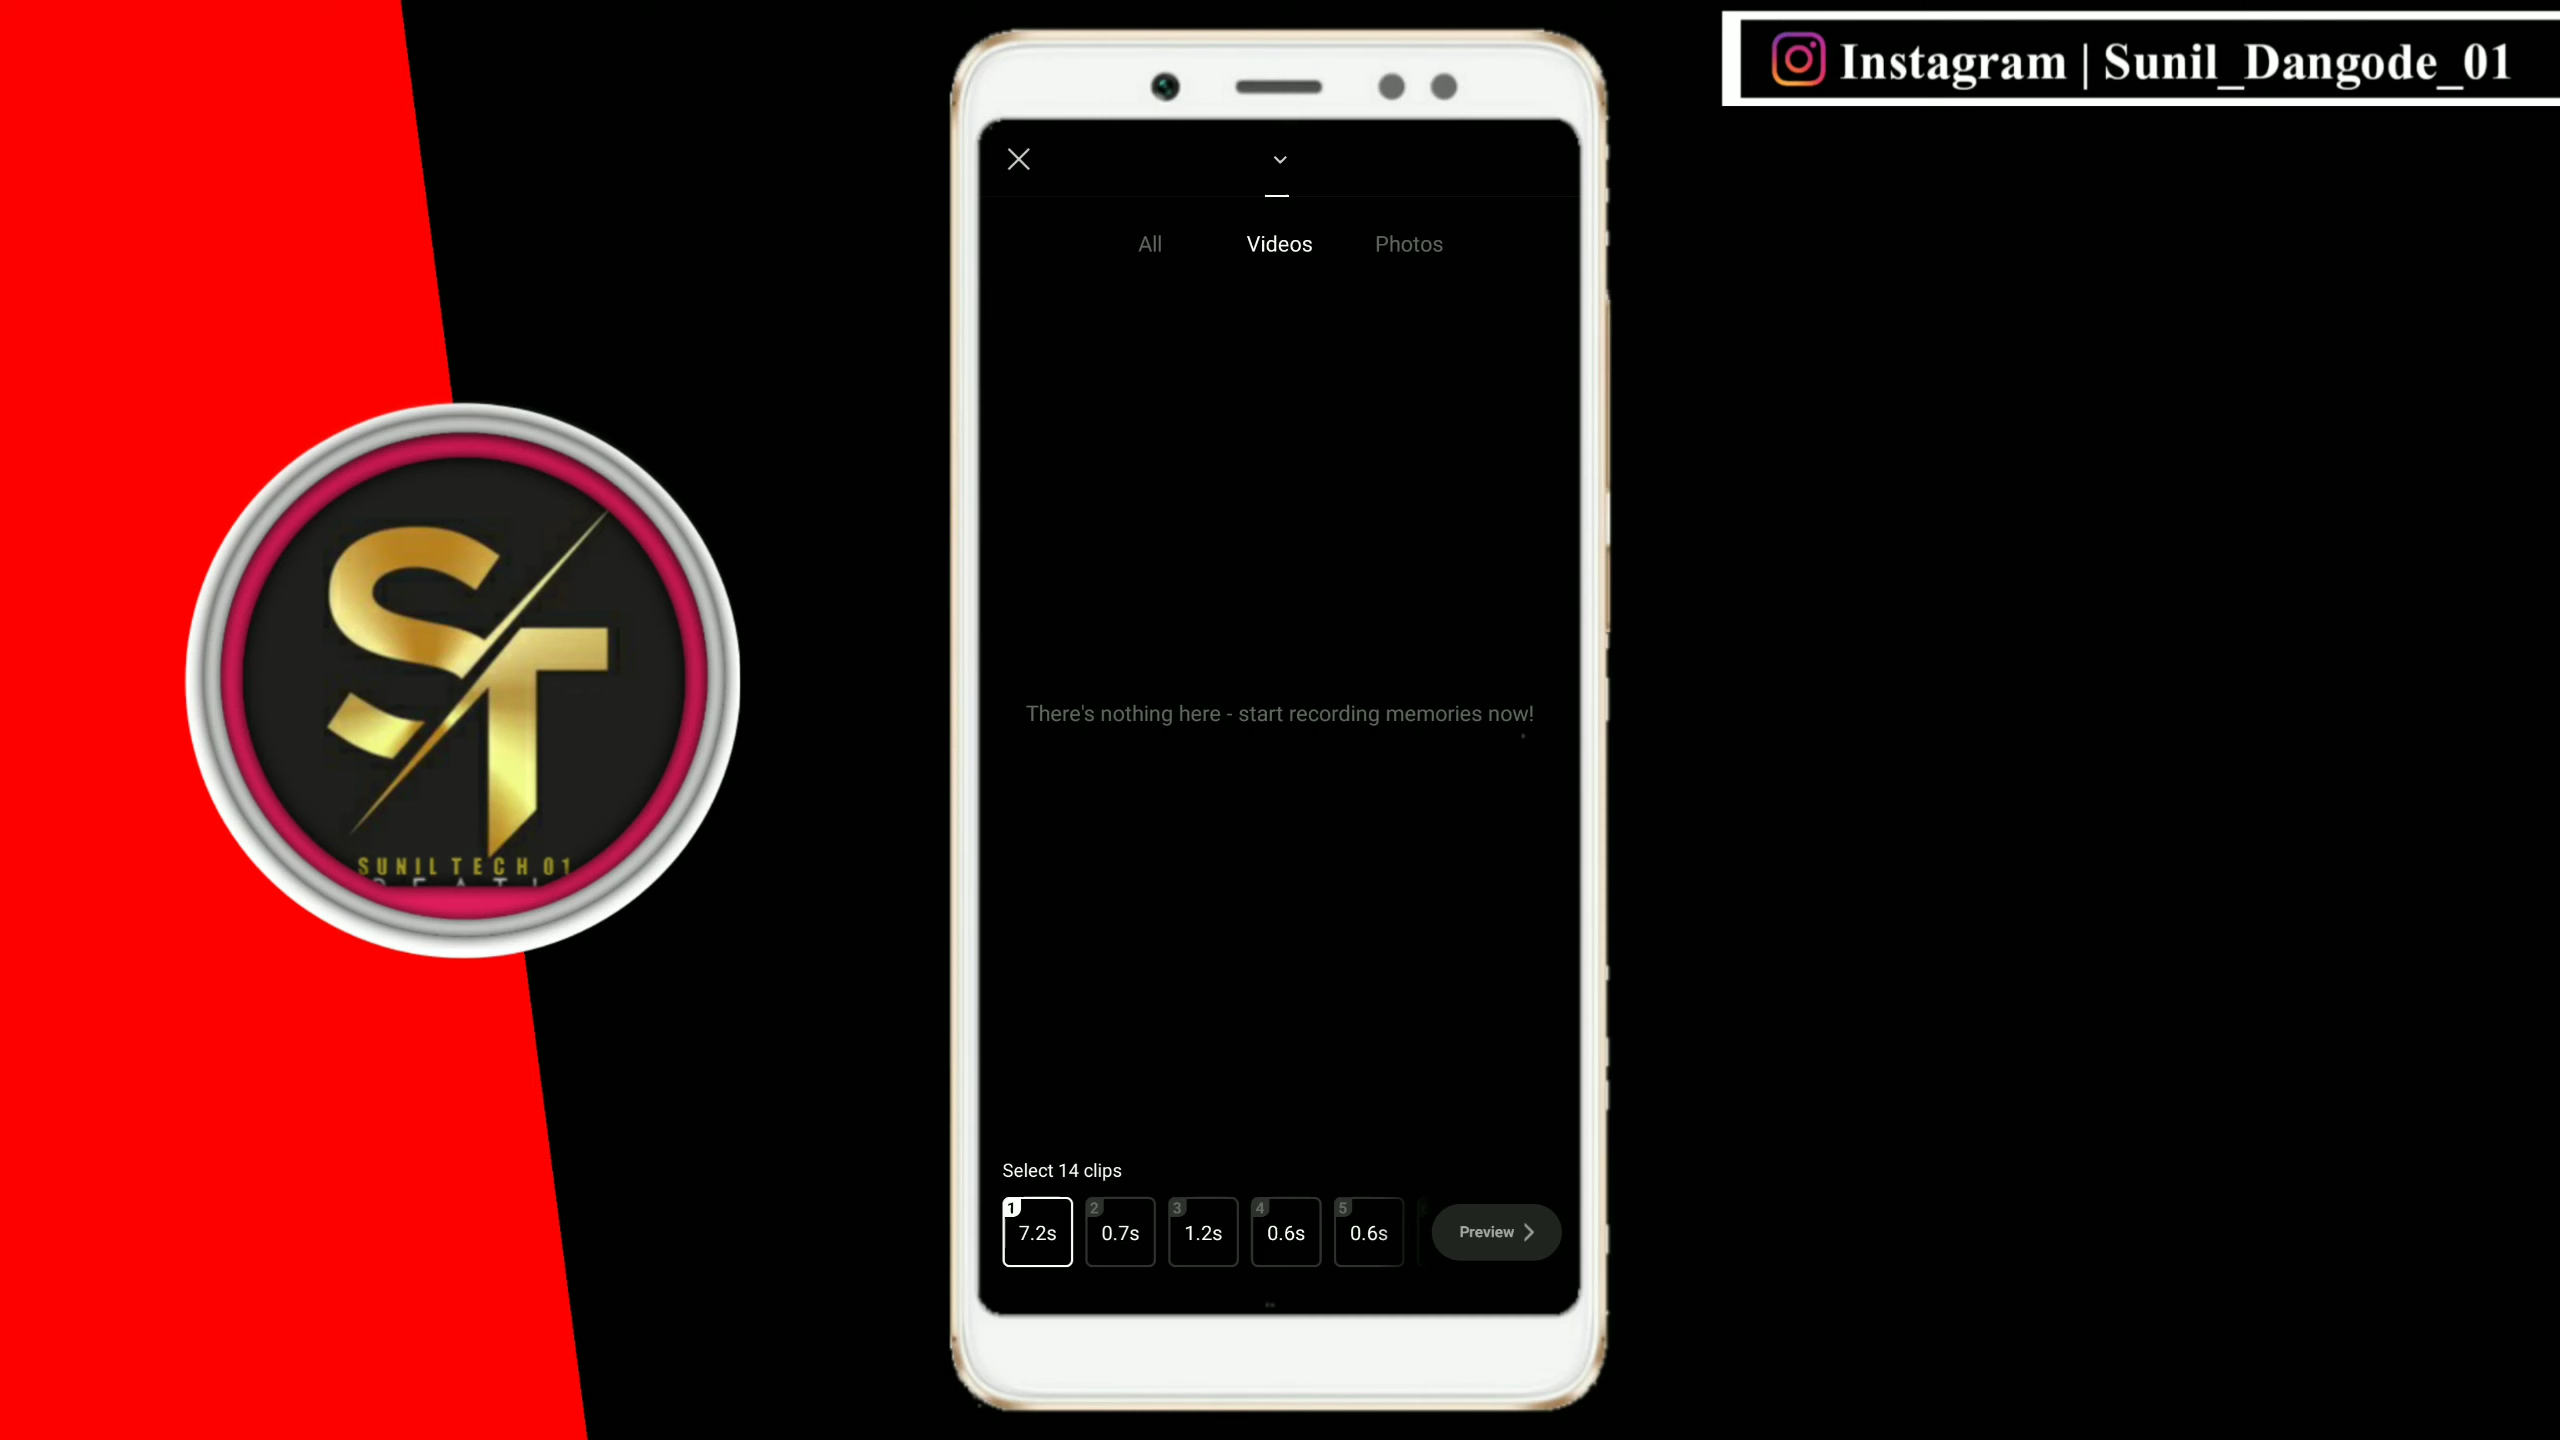 Instagram | Sunil_Dangode_01
All
Videos
Photos
There's nothing here - start recording memories now!
Select 14 clips
1
7.2s
2
0.7s
3
1.2s
4
0.6s
5
0.6s
Preview
ST
SUNIL TECH 01